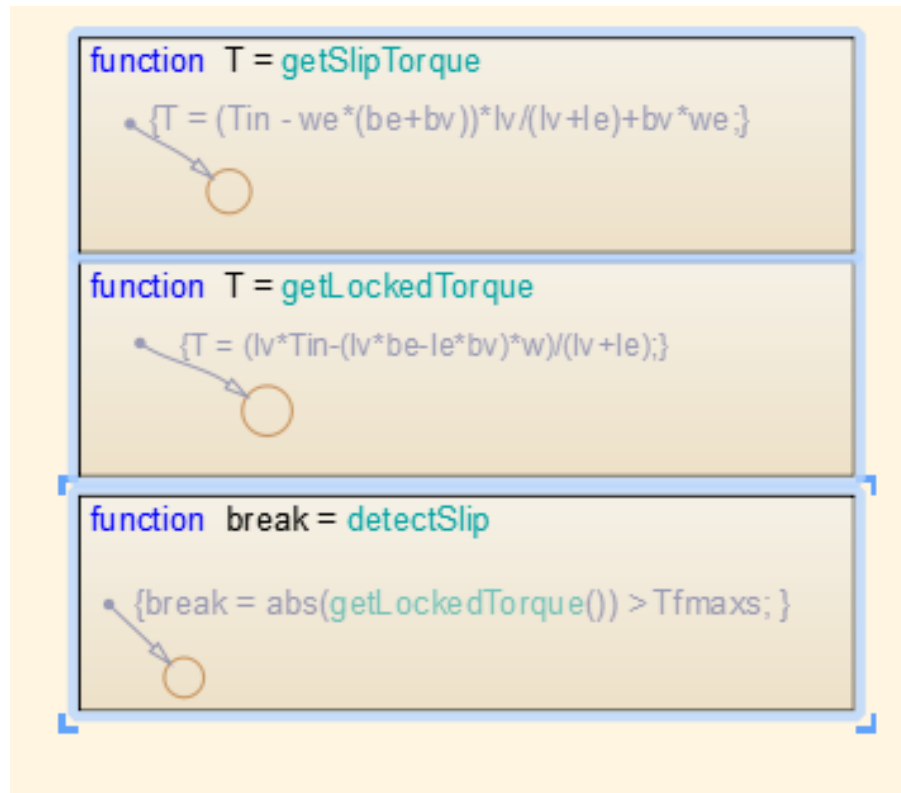 function T = getSlipTorque
{T = (Tin - we*(be+bv))*Iv/(Iv+Ie)+bv*we;}
function T = getLockedTorque
{T = (Iv*Tin-(Iv*be-Ie*bv)*w)/(Iv+Ie);}
function break = detectSlip
{break = abs(getLockedTorque()) > Tfmaxs; }